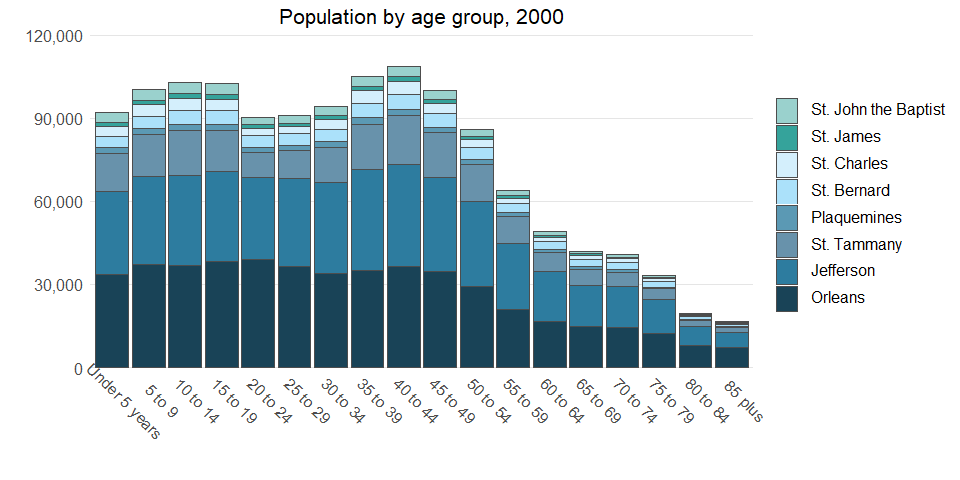 Population by age group, 2000
120,000
90,000
60,000
30,000
0
Under 5 years
5 to 9
10 to 14
15 to 19
20 to 24
25 to 29
30 to 34
35 to 39
40 to 44
45 to 49
50 to 54
55 to 59
60 to 64
65 to 69
70 to 74
75 to 79
80 to 84
85 plus
St. John the Baptist
St. James
St. Charles
St. Bernard
Plaquemines
St. Tammany
Jefferson
Orleans